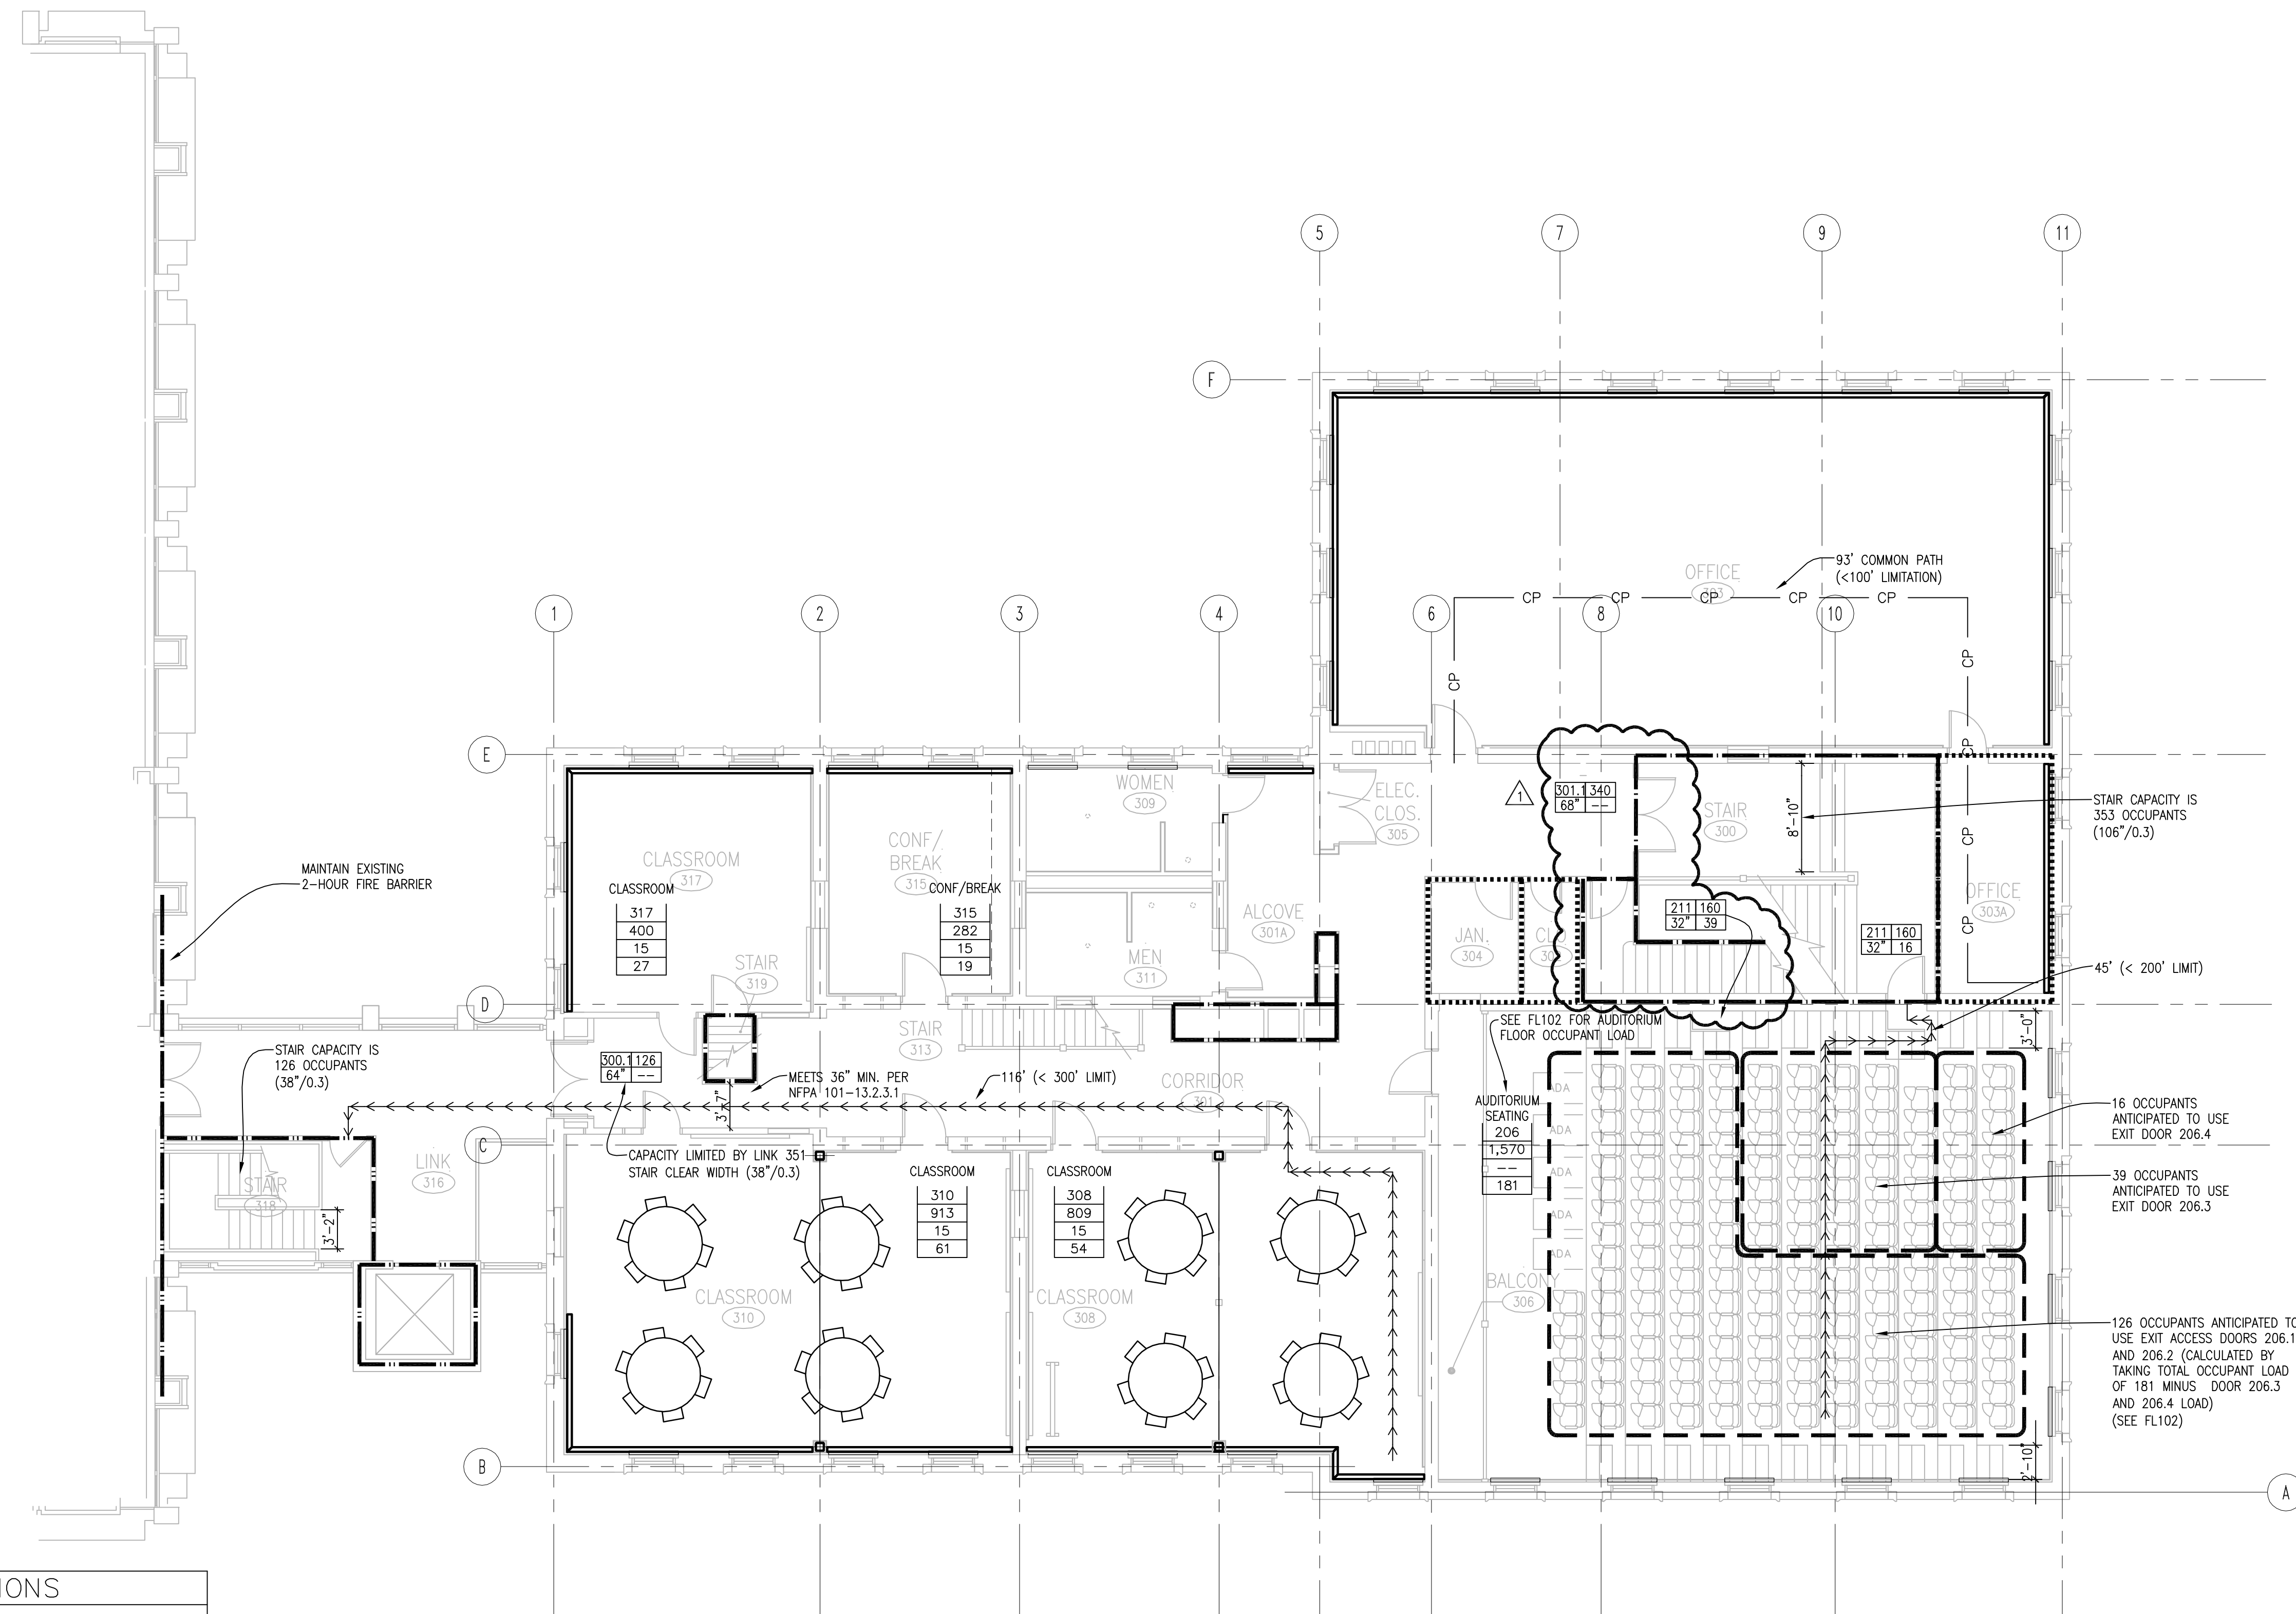 5
7
9
11
F
93' COMMON PATH
(<100' LIMITATION)
OFFICE
CP
CP
CP
CP
CP
1
2
3
4
6
8
10
CP
CP
CP
CP
CP
E
WOMEN
309
ELEC.
CLOS.
305
1
301.1 340
68" --
STAIR
300
8'-10"
STAIR CAPACITY IS
353 OCCUPANTS
(106"/0.3)
MAINTAIN EXISTING
2-HOUR FIRE BARRIER
CLASSROOM
317
CONF/
BREAK
315
CLASSROOM
317
400
15
27
CONF/BREAK
315
282
15
19
ALCOVE
301A
MEN
311
JAN.
304
CLO
211 160
32" 39
211 160
32" 16
OFFICE
303A
STAIR
319
45' (< 200' LIMIT)
D
STAIR
313
SEE FL102 FOR AUDITORIUM
FLOOR OCCUPANT LOAD
3'-0"
STAIR CAPACITY IS
126 OCCUPANTS
(38"/0.3)
300.1 126
64" --
MEETS 36" MIN. PER
NFPA 101-13.2.3.1
3'-7"
116' (< 300' LIMIT)
CORRIDOR
301
AUDITORIUM
SEATING
206
1,570
--
181
ADA
ADA
ADA
ADA
ADA
16 OCCUPANTS
ANTICIPATED TO USE
EXIT DOOR 206.4
C
CAPACITY LIMITED BY LINK 351
STAIR CLEAR WIDTH (38"/0.3)
LINK
316
STAIR
318
3'-2"
CLASSROOM
310
913
15
61
CLASSROOM
308
809
15
54
39 OCCUPANTS
ANTICIPATED TO USE
EXIT DOOR 206.3
CLASSROOM
310
CLASSROOM
308
BALCONY
306
126 OCCUPANTS ANTICIPATED TO
USE EXIT ACCESS DOORS 206.1
AND 206.2 (CALCULATED BY
TAKING TOTAL OCCUPANT LOAD
OF 181 MINUS DOOR 206.3
AND 206.4 LOAD)
(SEE FL102)
B
2'-10"
A
IONS